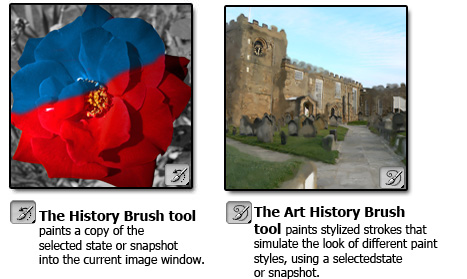 The History Brush tool
paints a copy of the
selected state or snapshot
into the current image window.
The Art History Brush
tool paints stylized strokes that
simulate the look of different paint
styles, using a selectedstate
or snapshot.